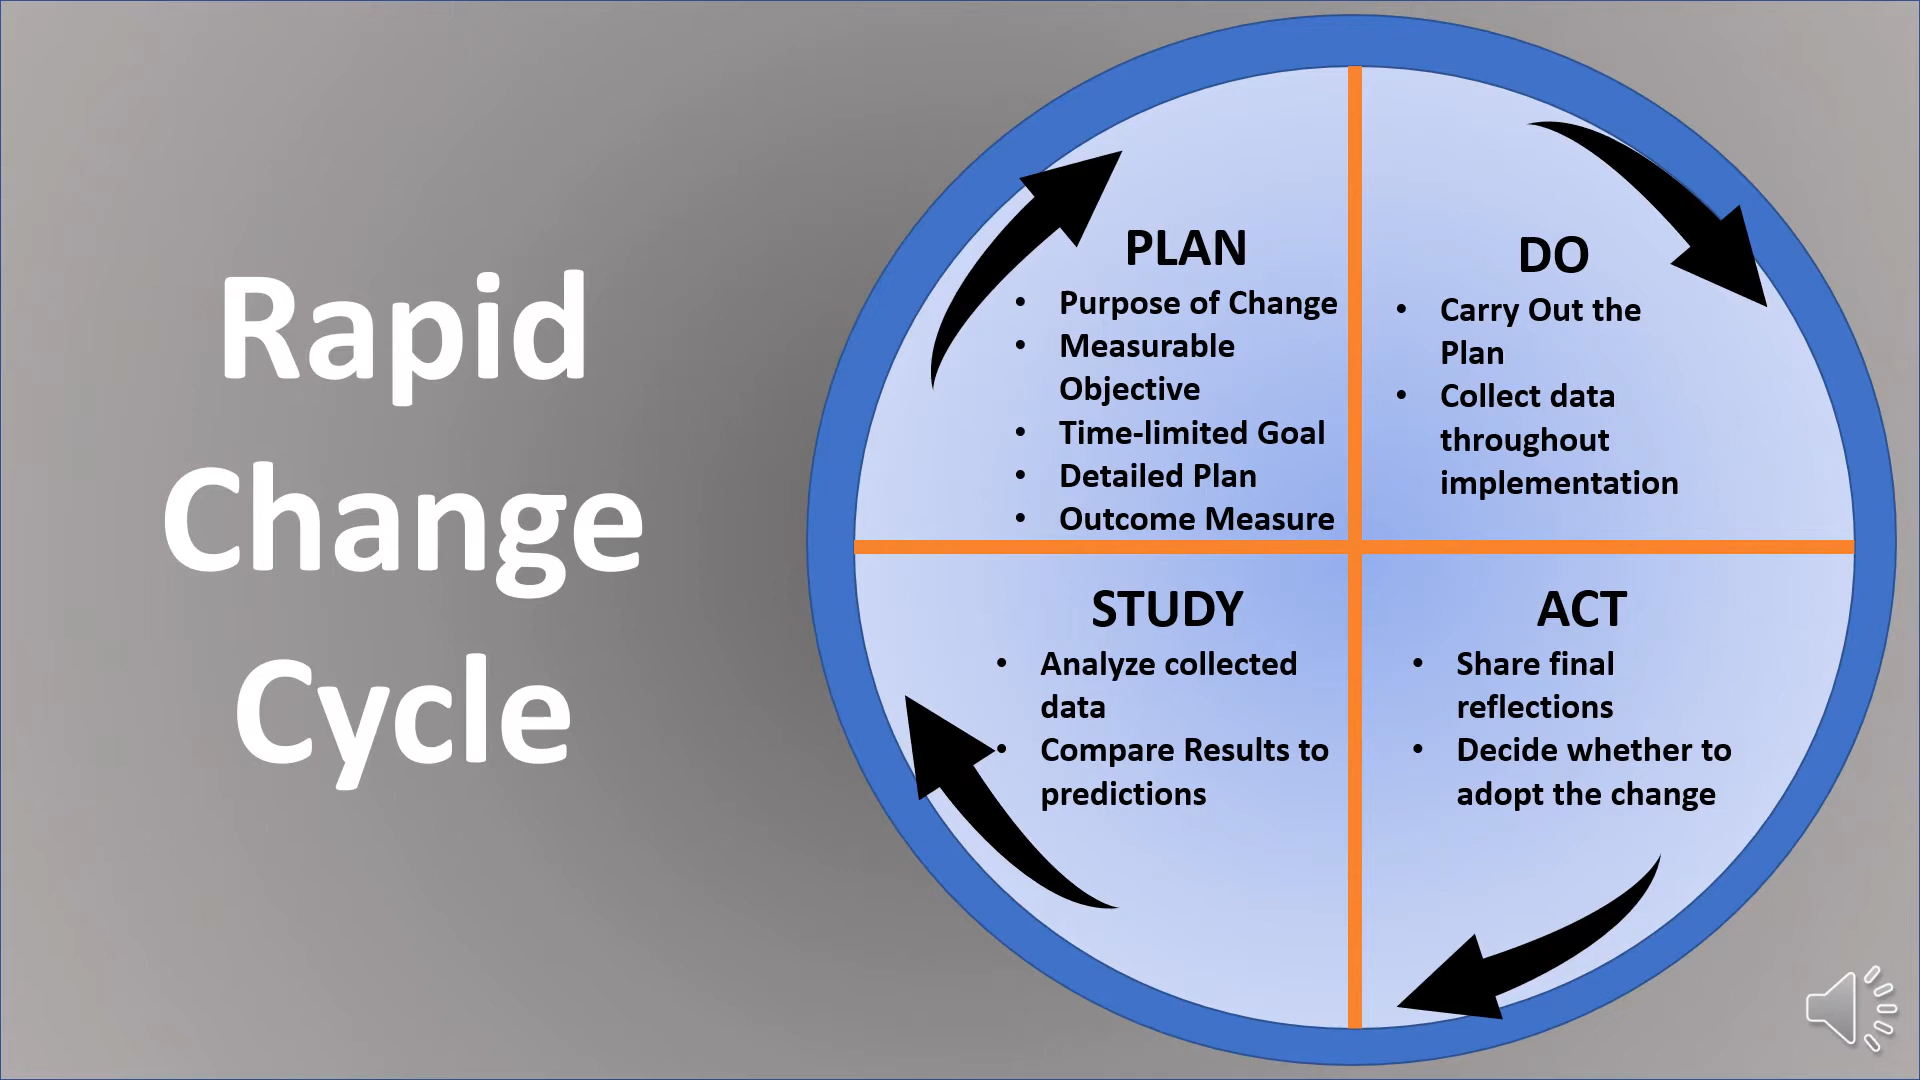 Rapid
Change
Cycle
PLAN
• Purpose of Change
• Measurable
Objective
• Time-limited Goal
• Detailed Plan
• Outcome Measure
DO
• Carry Out the
Plan
• Collect data
throughout
implementation
STUDY
• Analyze collected
data
• Compare Results to
predictions
ACT
• Share final
reflections
• Decide whether to
adopt the change